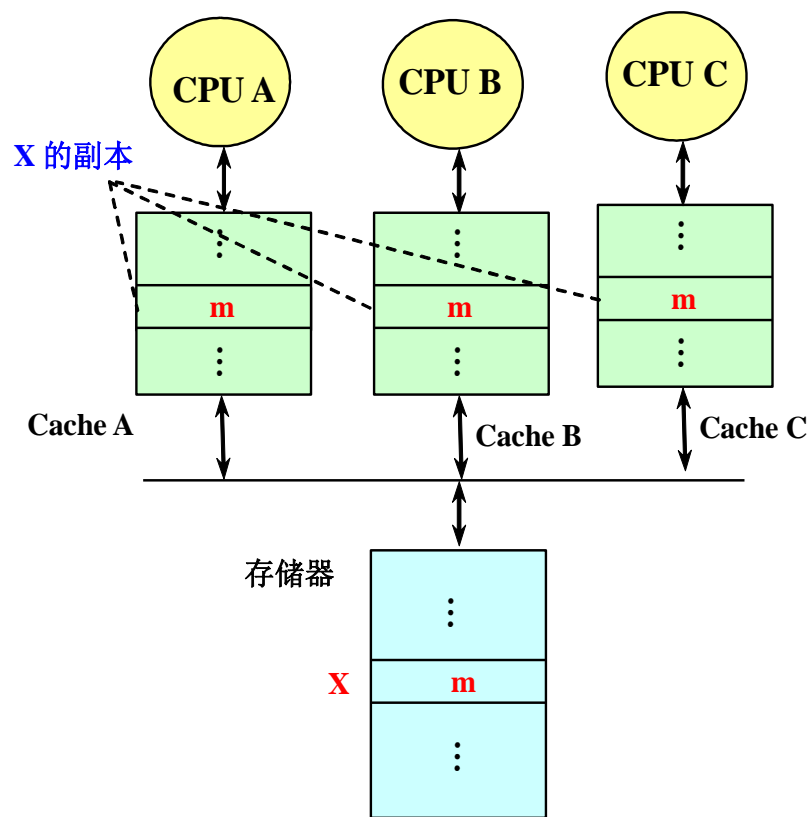 CPU A
CPU B
CPU C
X 的副本
⋮
⋮
⋮
m
m
m
⋮
⋮
⋮
Cache A
Cache B
Cache C
存储器
⋮
X
m
⋮